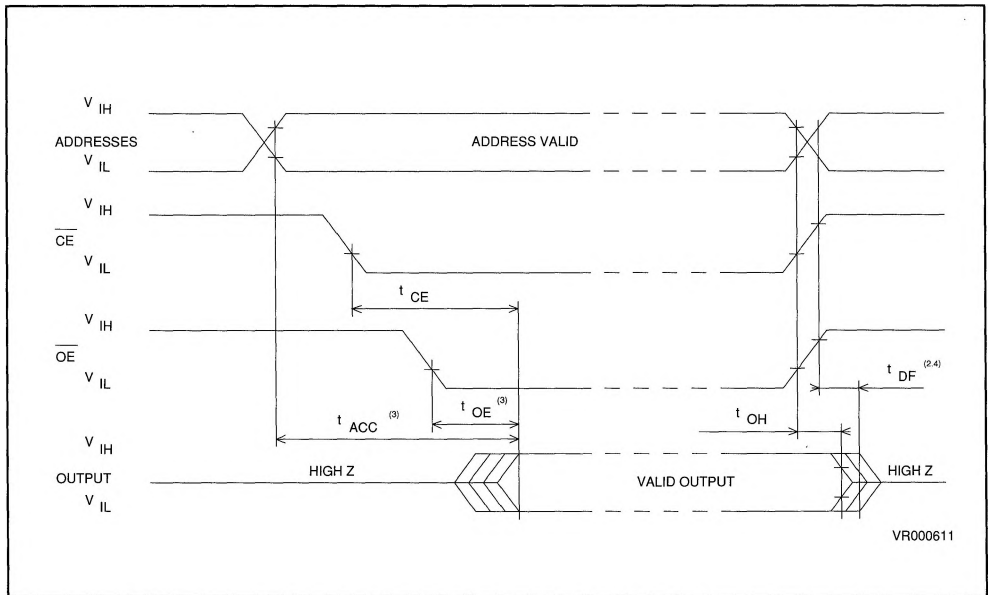 V IH
ADDRESSES
ADDRESS VALID
V IL
V IH
CE
V IL
t CE
V IH
OE
V IL
t DF (2.4)
t OE (3)
t ACC (3)
t OH
V IH
HIGH Z
OUTPUT
VALID OUTPUT
HIGH Z
V IL
VR000611